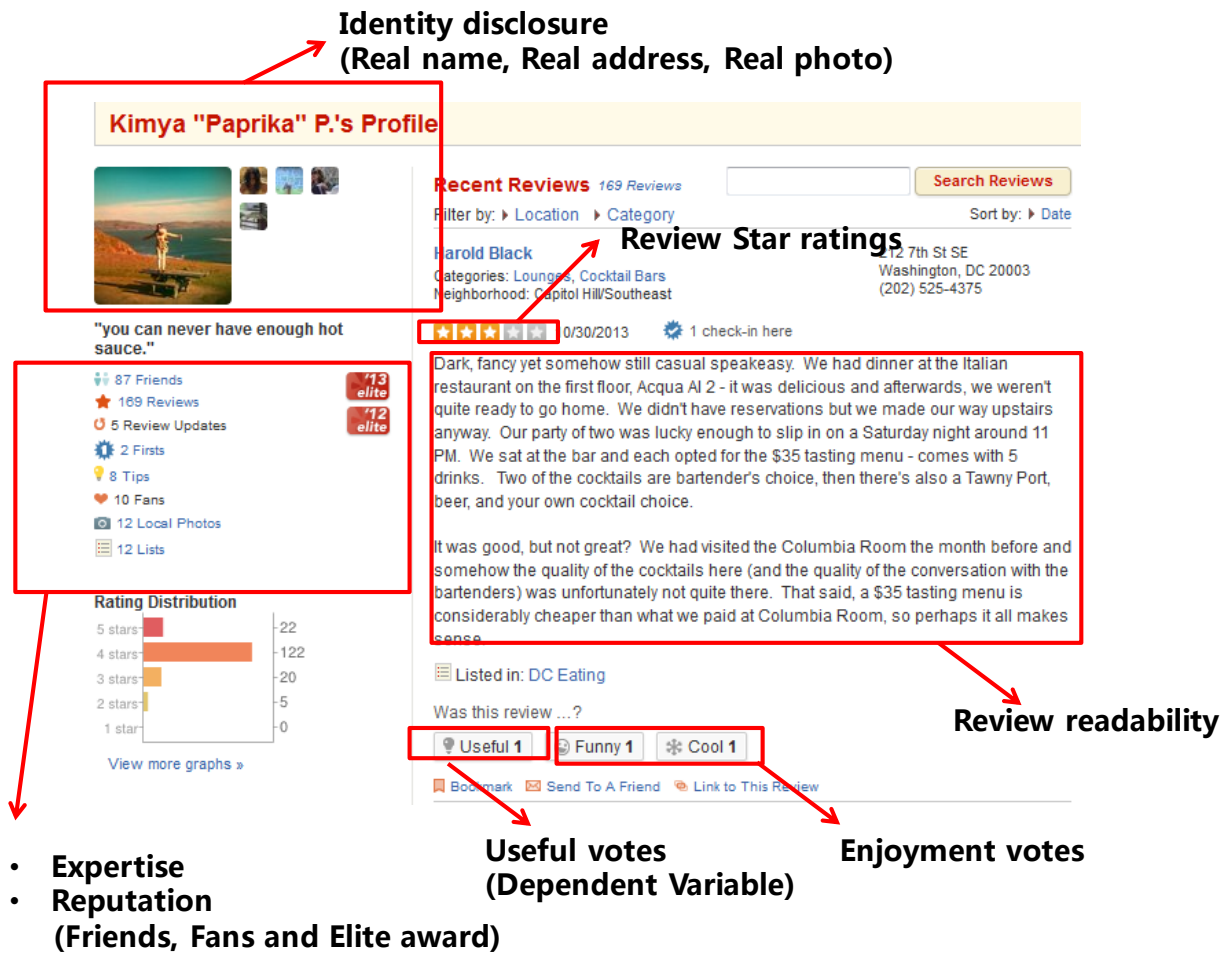 Identity disclosure
(Real name, Real address, Real photo)
Kimya "Paprika" P.'s Profile
Recent Reviews 169 Reviews
Search Reviews
Filter by: Location Category
Sort by: Date
Review Star ratings
Harold Black
Categories: Lounges, Cocktail Bars
Neighborhood: Capitol Hill/Southeast
212 7th St SE
Washington, DC 20003
(202) 525-4375
0/30/2013
1 check-in here
"you can never have enough hot
sauce."
87 Friends
169 Reviews
5 Review Updates
2 Firsts
8 Tips
10 Fans
12 Local Photos
12 Lists
'13
elite
'12
elite
Dark, fancy yet somehow still casual speakeasy. We had dinner at the Italian
restaurant on the first floor, Acqua Al 2 - it was delicious and afterwards, we weren't
quite ready to go home. We didn't have reservations but we made our way upstairs
anyway. Our party of two was lucky enough to slip in on a Saturday night around 11
PM. We sat at the bar and each opted for the $35 tasting menu - comes with 5
drinks. Two of the cocktails are bartender's choice, then there's also a Tawny Port,
beer, and your own cocktail choice.
It was good, but not great? We had visited the Columbia Room the month before and
somehow the quality of the cocktails here (and the quality of the conversation with the
bartenders) was unfortunately not quite there. That said, a $35 tasting menu is
considerably cheaper than what we paid at Columbia Room, so perhaps it all makes
sense.
Rating Distribution
5 stars 22
4 stars 122
3 stars 20
2 stars 5
1 star 0
View more graphs »
Listed in: DC Eating
Was this review ...?
Useful 1
Funny 1
Cool 1
Bookmark Send To A Friend Link to This Review
Review readability
Useful votes
(Dependent Variable)
Enjoyment votes
• Expertise
• Reputation
(Friends, Fans and Elite award)